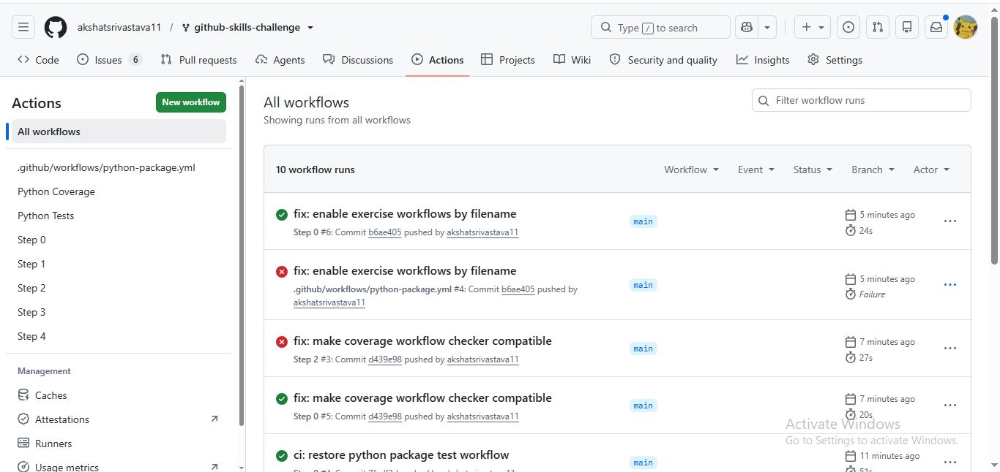 akshatsrivastava11 / github-skills-challenge
Type / to search
Code
Issues 6
Pull requests
Agents
Discussions
Actions
Projects
Wiki
Security and quality
Insights
Settings
Actions
New workflow
All workflows
.github/workflows/python-package.yml
Python Coverage
Python Tests
Step 0
Step 1
Step 2
Step 3
Step 4
Management
Caches
Attestations
Runners
Usage metrics
All workflows
Showing runs from all workflows
Filter workflow runs
10 workflow runs
Workflow Event Status Branch Actor
fix: enable exercise workflows by filename
Step 0 #6: Commit b6ae405 pushed by akshatsrivastava11
main
5 minutes ago
24s
fix: enable exercise workflows by filename
.github/workflows/python-package.yml #4: Commit b6ae405 pushed by
akshatsrivastava11
main
5 minutes ago
Failure
fix: make coverage workflow checker compatible
Step 2 #3: Commit d439e98 pushed by akshatsrivastava11
main
7 minutes ago
27s
fix: make coverage workflow checker compatible
Step 0 #5: Commit d439e98 pushed by akshatsrivastava11
main
7 minutes ago
20s
Activate Windows
Go to Settings to activate Windows.
ci: restore python package test workflow
main
11 minutes ago
51s